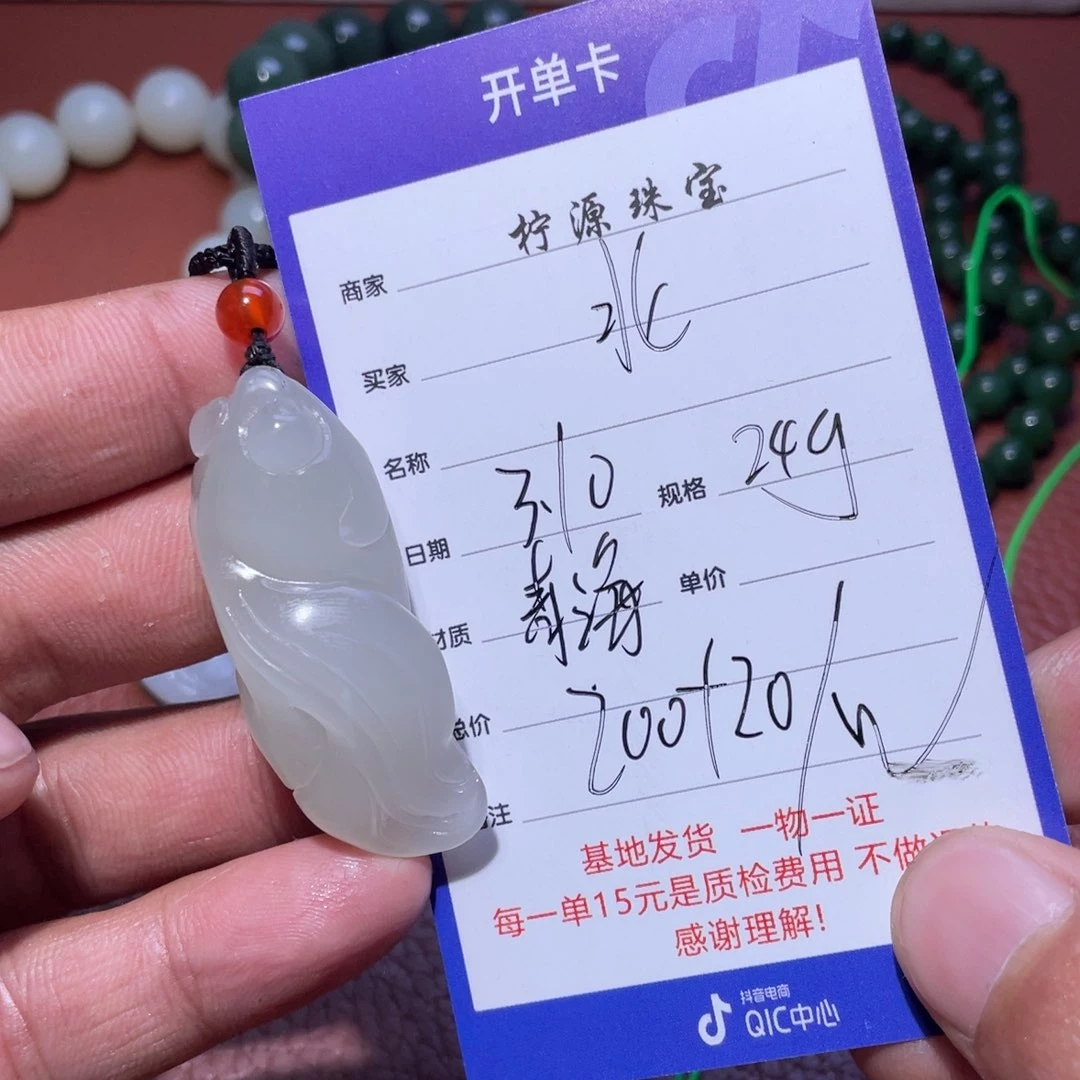 开单卡
商家 柠源珠宝
买家 水
名称
日期 3.10 规格 24g
材质 青海 单价
总价 200+20/
注
基地发货 一物一证
每一单15元是质检费用 不做
感谢理解!
抖音电商
QIC中心